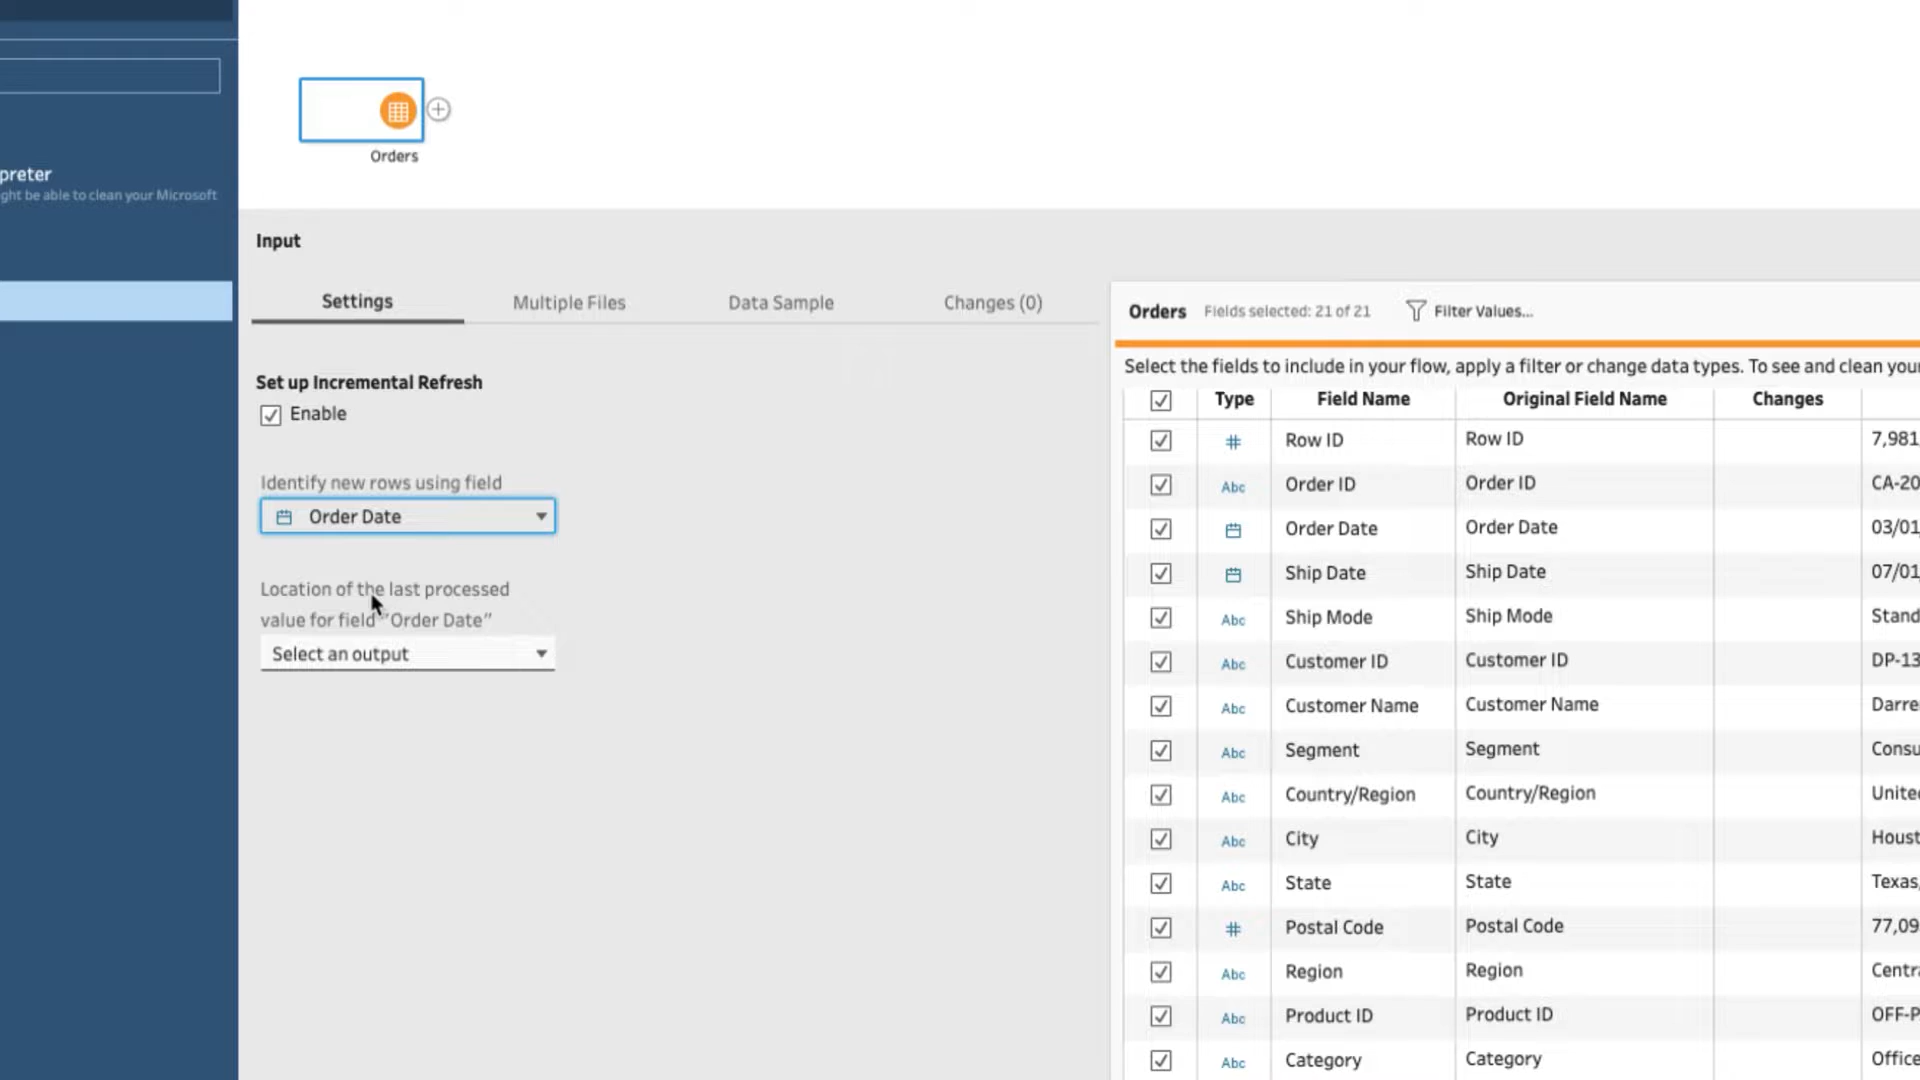 Orders
preter
ght be able to clean your Microsoft
Input
Settings
Multiple Files
Data Sample
Changes (0)
Set up Incremental Refresh
Enable
Identify new rows using field
Order Date
Location of the last processed
value for field "Order Date"
Select an output
Orders Fields selected: 21 of 21 Filter Values...
Select the fields to include in your flow, apply a filter or change data types. To see and clean your
Type Field Name Original Field Name Changes
# Row ID Row ID 7,981
Abc Order ID Order ID CA-20
Order Date Order Date 03/01
Ship Date Ship Date 07/01
Abc Ship Mode Ship Mode Stand
Abc Customer ID Customer ID DP-13
Abc Customer Name Customer Name Darre
Abc Segment Segment Consu
Abc Country/Region Country/Region Unite
Abc City City Houst
Abc State State Texas,
# Postal Code Postal Code 77,09
Abc Region Region Centr
Abc Product ID Product ID OFF-P
Abc Category Category Office